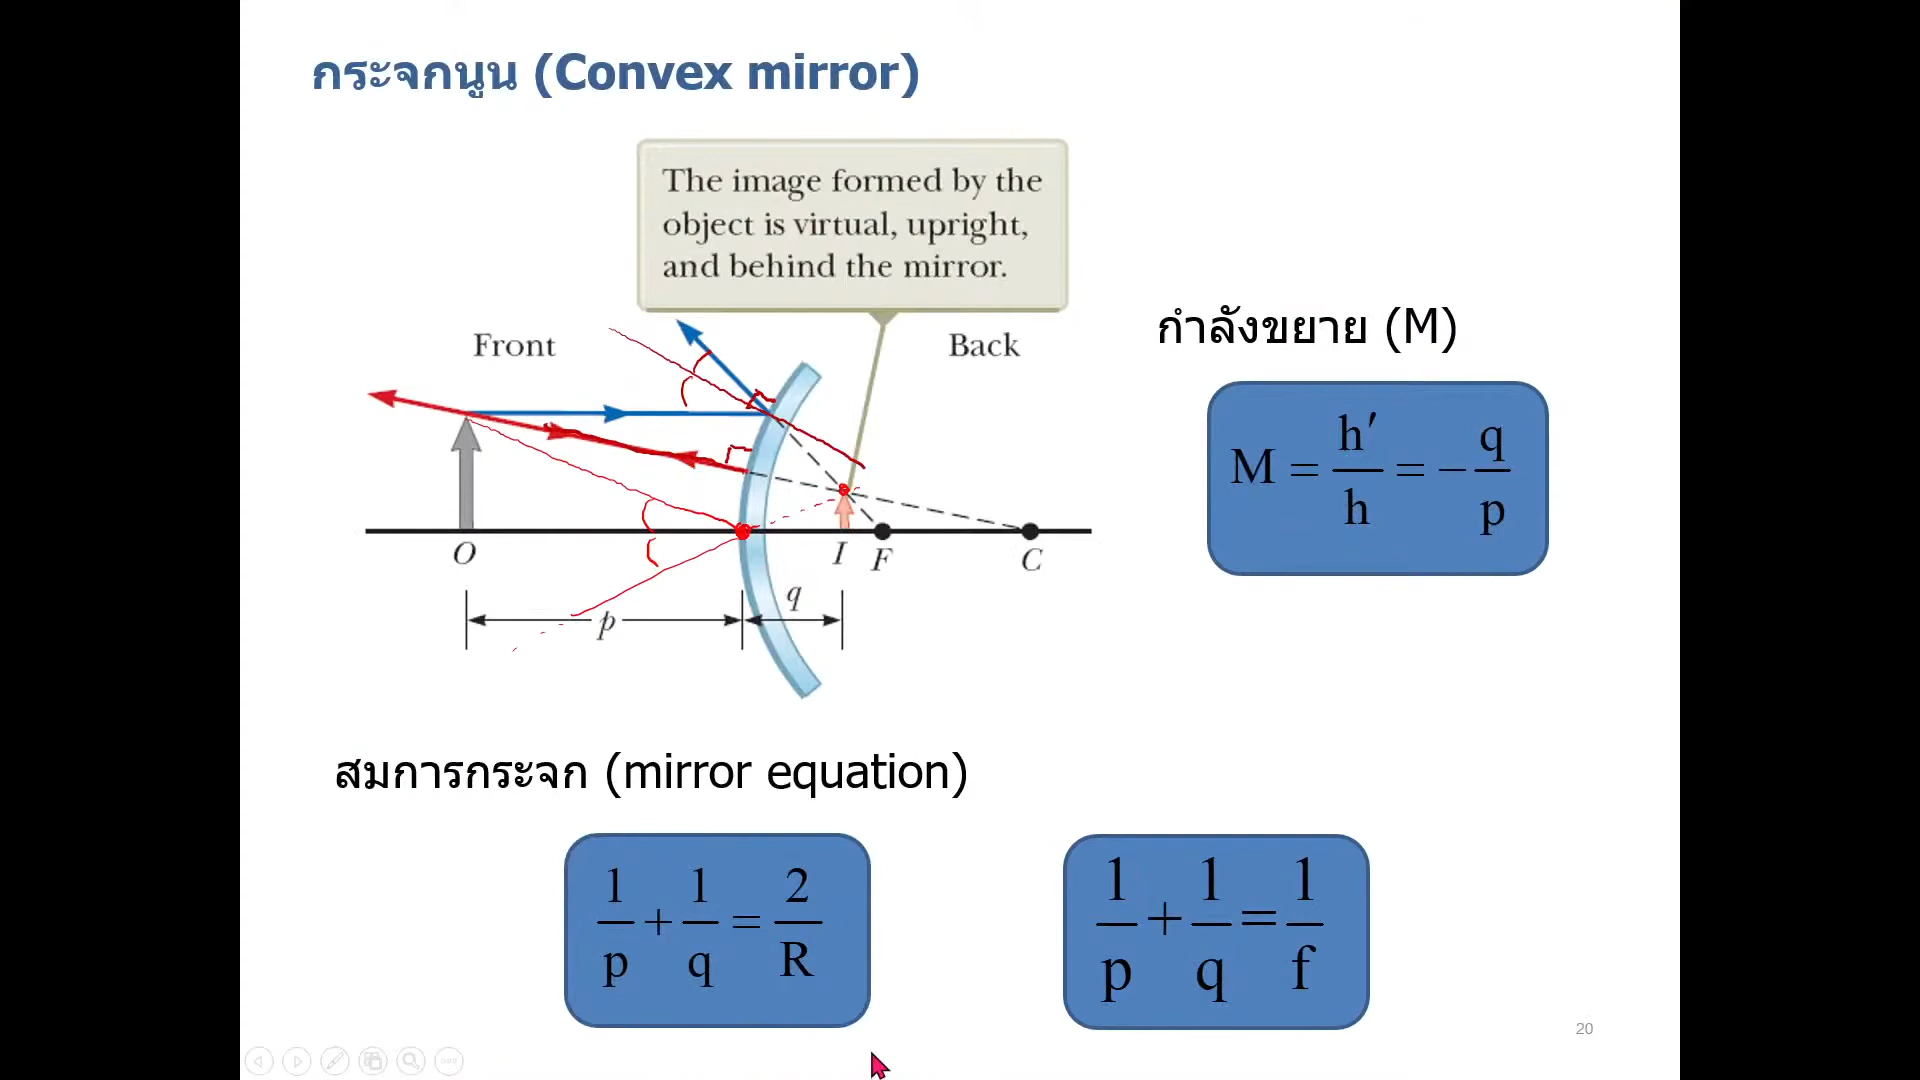 กระจกนูน (Convex mirror)
The image formed by the
object is virtual, upright,
and behind the mirror.
Front
Back
กำลังขยาย (M)
M = h′/h = − q/p
O
I
F
C
p
q
สมการกระจก (mirror equation)
1/p + 1/q = 2/R
1/p + 1/q = 1/f
20